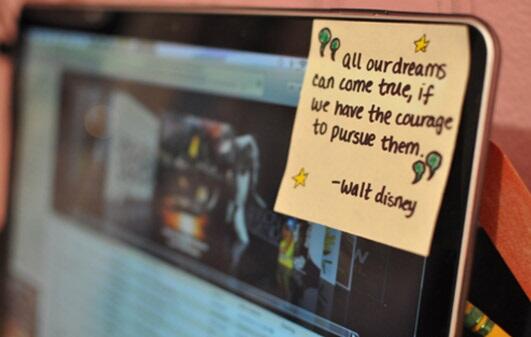 "all our dreams
can come true, if
we have the courage
to pursue them."
-walt disney